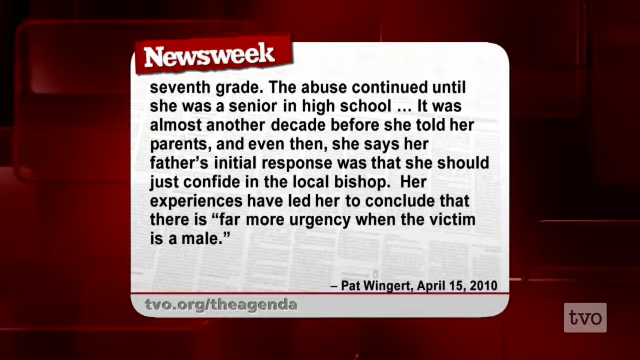 Newsweek
seventh grade. The abuse continued until
she was a senior in high school ... It was
almost another decade before she told her
parents, and even then, she says her
father's initial response was that she should
just confide in the local bishop.  Her
experiences have led her to conclude that
there is “far more urgency when the victim
is a male.”
– Pat Wingert, April 15, 2010
tvo.org/theagenda
tvo